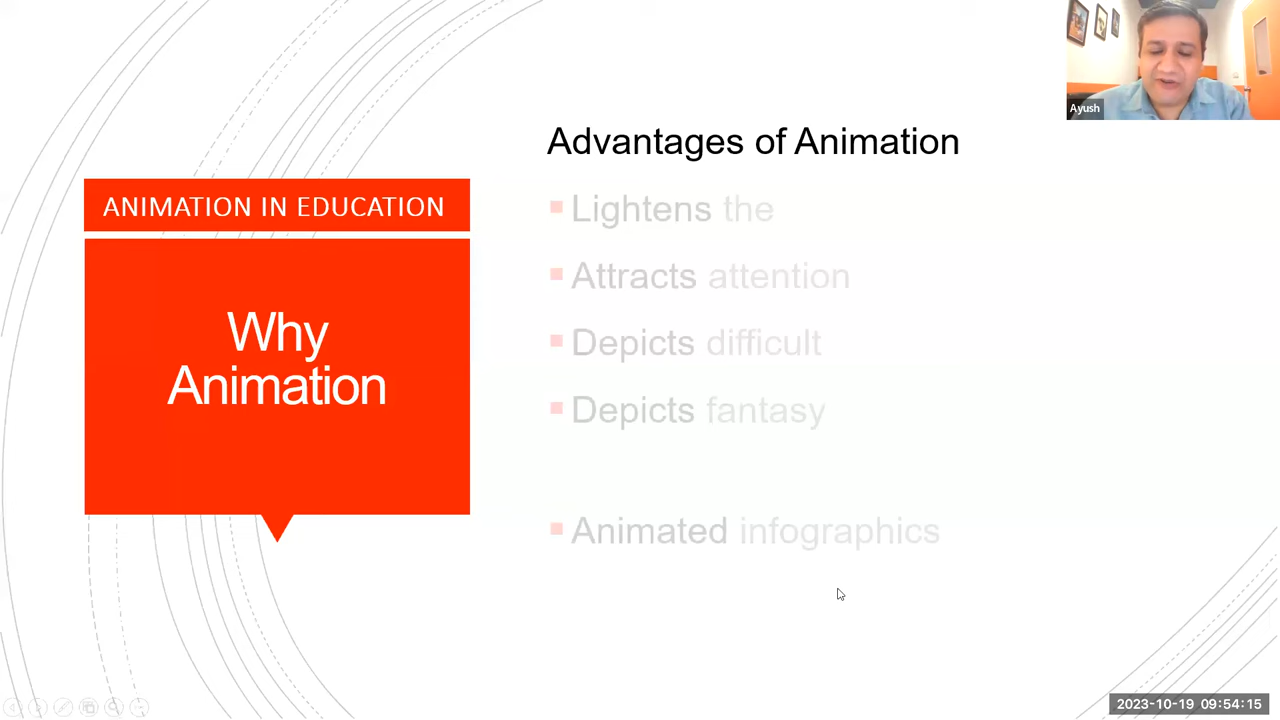 Ayush
Advantages of Animation
ANIMATION IN EDUCATION
Why
Animation
Lightens the
Attracts attention
Depicts difficult
Depicts fantasy
Animated infographics
2023-10-19 09:54:15